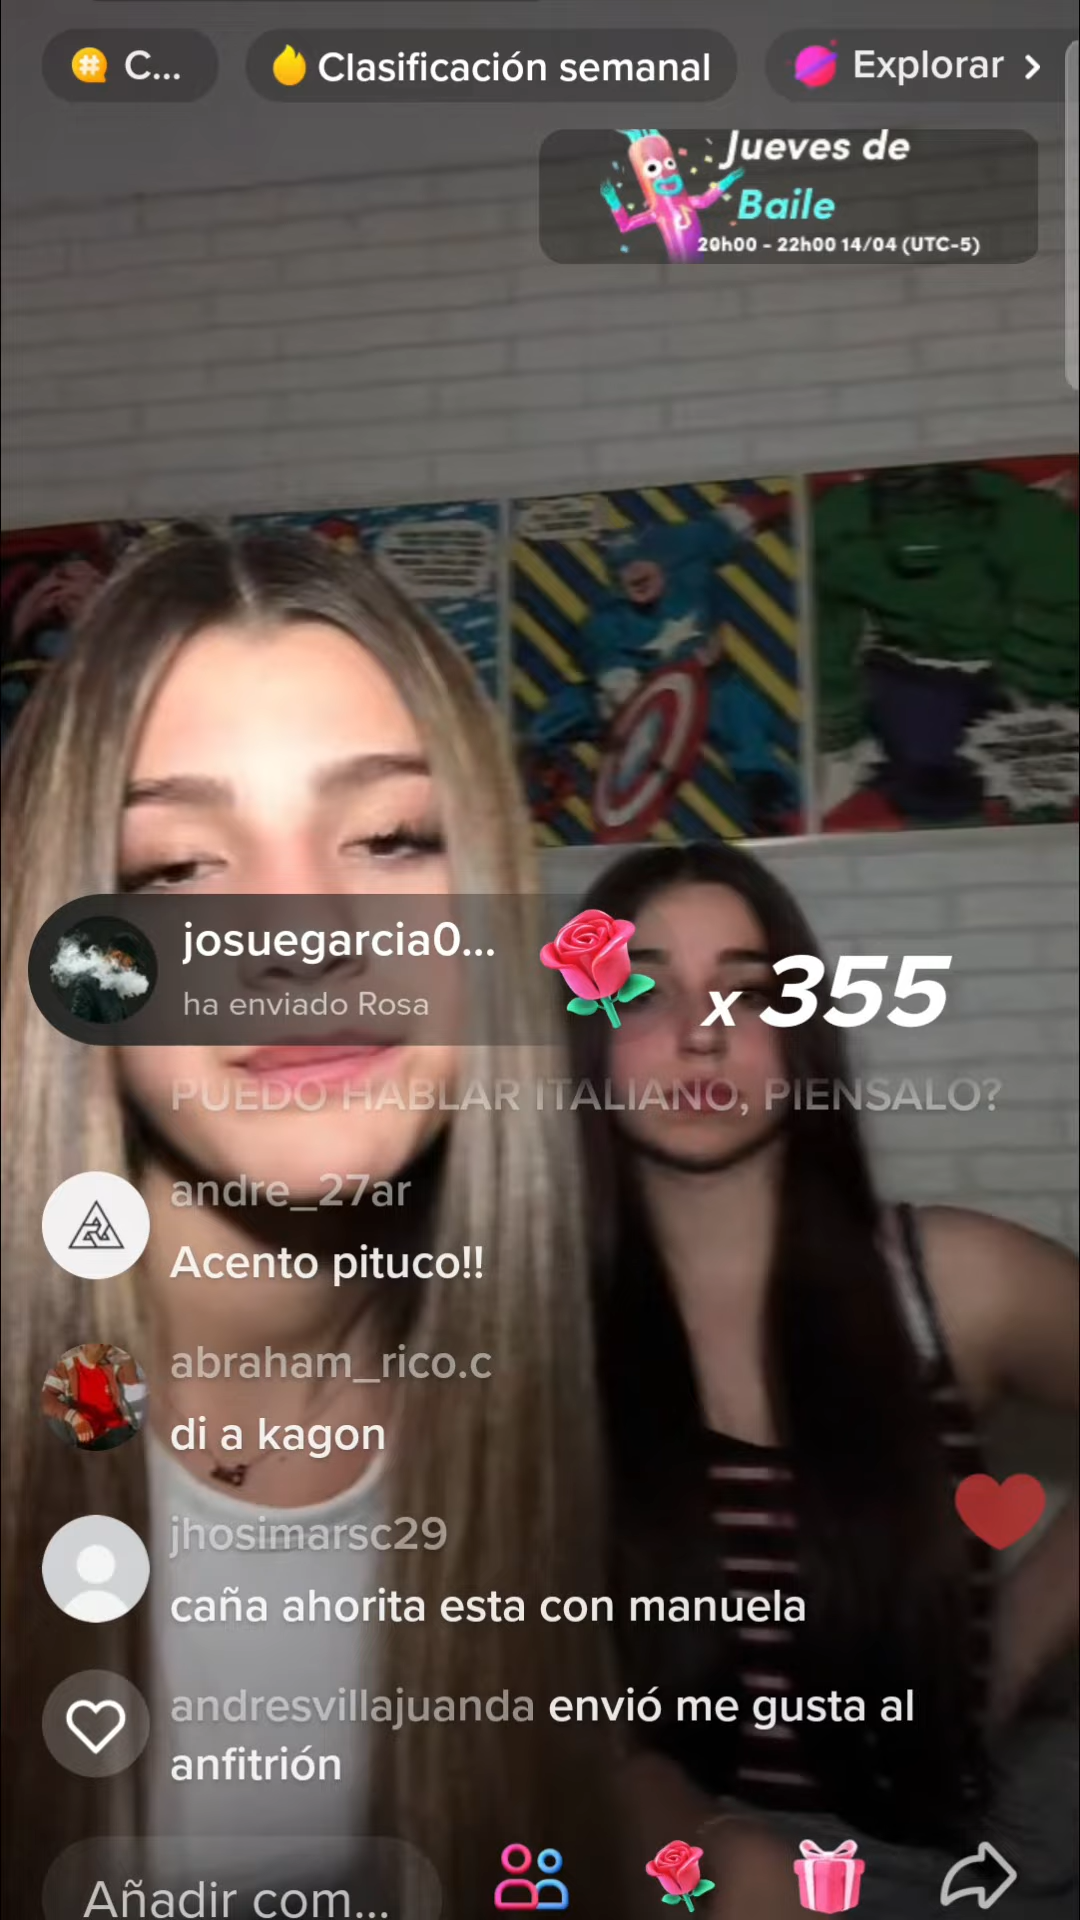 C...
Clasificación semanal
Explorar
Jueves de
Baile
20h00 - 22h00 14/04 (UTC-5)
josuegarcia0...
ha enviado Rosa
x 355
PUEDO HABLAR ITALIANO, PIENSALO?
andre_27ar
Acento pituco!!
abraham_rico.c
di a kagon
jhosimarsc29
caña ahorita esta con manuela
andresvillajuanda envió me gusta al
anfitrión
Añadir com...